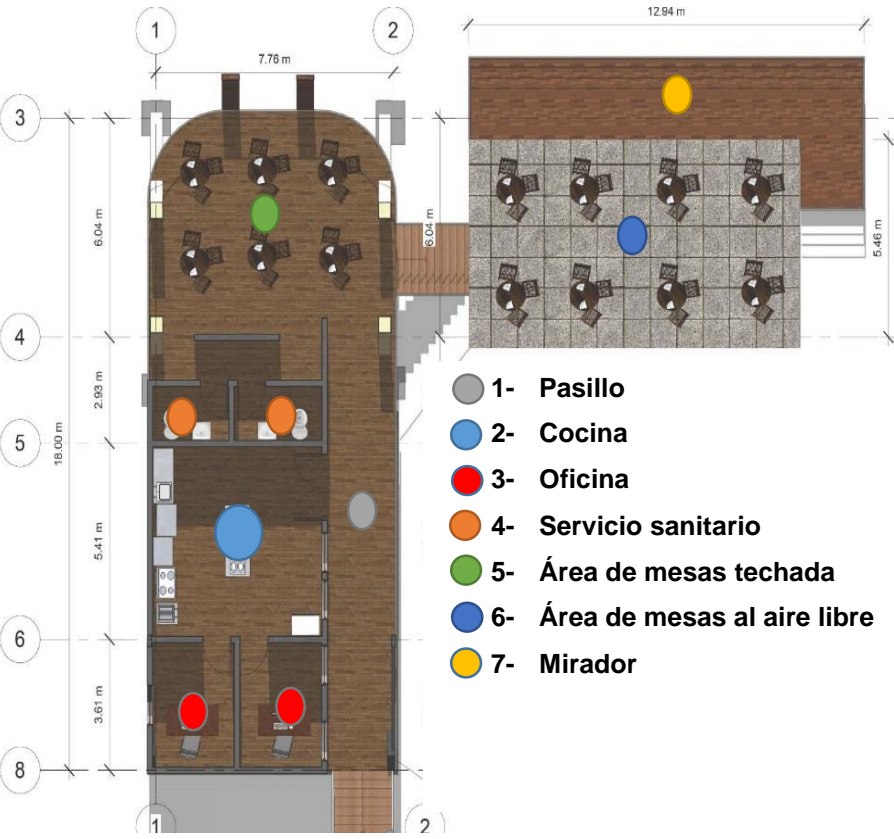 12.94 m
1
2
7.76 m
3
6.04 m
6.04 m
5.46 m
4
2.93 m
18.00 m
5
5.41 m
6
3.61 m
8
1
2
1- Pasillo
2- Cocina
3- Oficina
4- Servicio sanitario
5- Área de mesas techada
6- Área de mesas al aire libre
7- Mirador